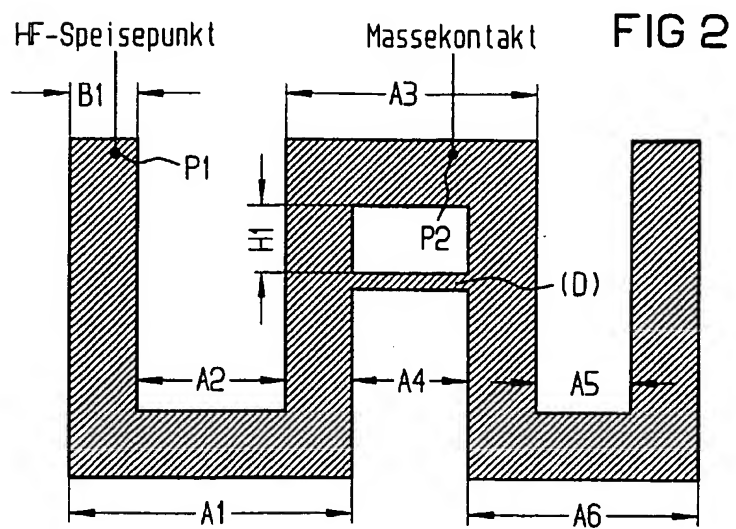 HF-Speisepunkt Massekontakt FIG 2
B1 A3
P1
H1 P2
(D)
A2 A4 A5
A1 A6